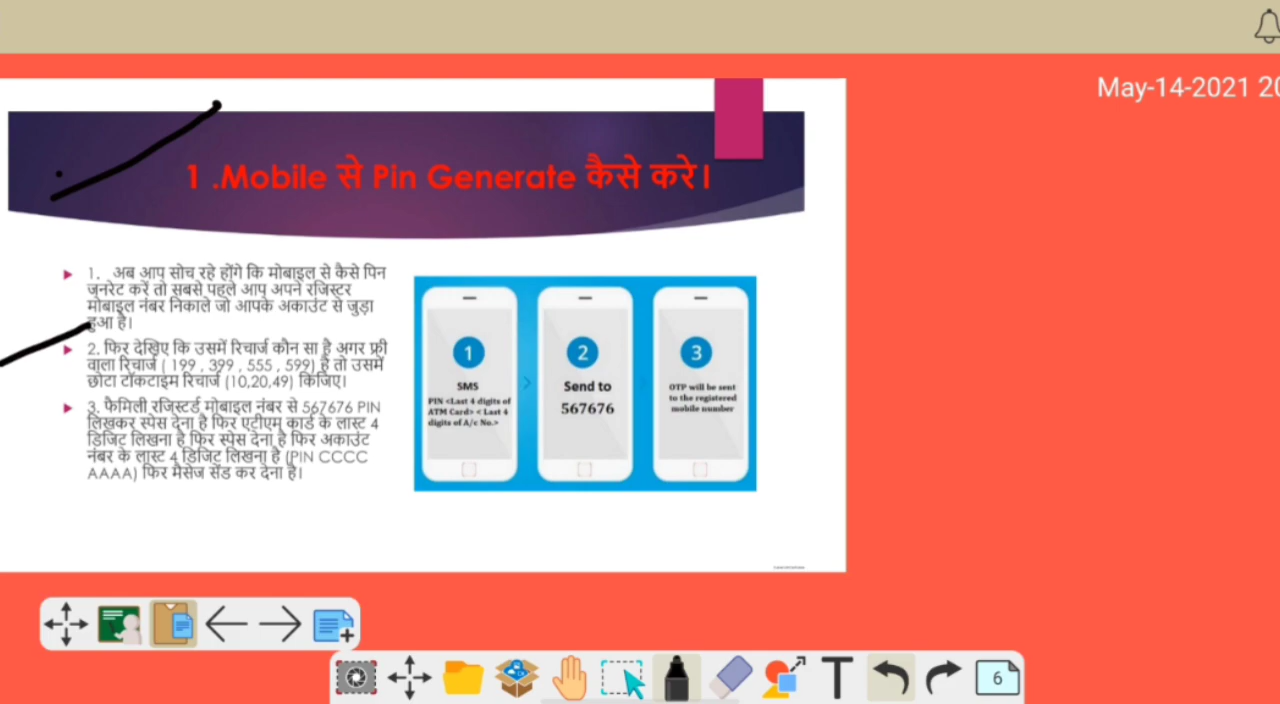 May-14-2021 20
1 .Mobile से Pin Generate कैसे करे।
1. अब आप सोच रहे होंगे कि मोबाइल से कैसे पिन
जनरेट करें तो सबसे पहले आप अपने रजिस्टर
मोबाइल नंबर निकाले जो आपके अकाउंट से जुड़ा
हुआ है।
2. फिर देखिए कि उसमें रिचार्ज कौन सा है अगर फ्री
वाला रिचार्ज ( 199 , 399 , 555 , 599) है तो उसमें
छोटा टॉकटाइम रिचार्ज (10,20,49) किजिए।
3. फैमिली रजिस्टर्ड मोबाइल नंबर से 567676 PIN
लिखकर स्पेस देना है फिर एटीएम कार्ड के लास्ट 4
डिजिट लिखना है फिर स्पेस देना है फिर अकाउंट
नंबर के लास्ट 4 डिजिट लिखना है (PIN CCCC
AAAA) फिर मैसेज सेंड कर देना है।
1
SMS
PIN <Last 4 digits of
ATM Card> < Last 4
digits of A/c No.>
2
Send to
567676
3
OTP will be sent
to the registered
mobile number
T
6